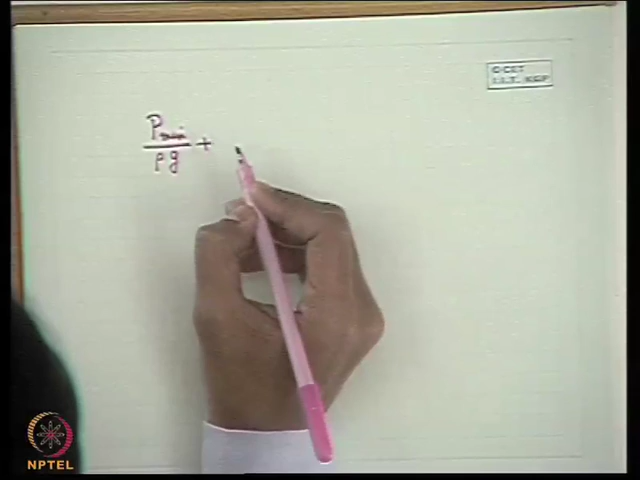 © CET
I.I.T. KGP
P_min / ρg +
NPTEL